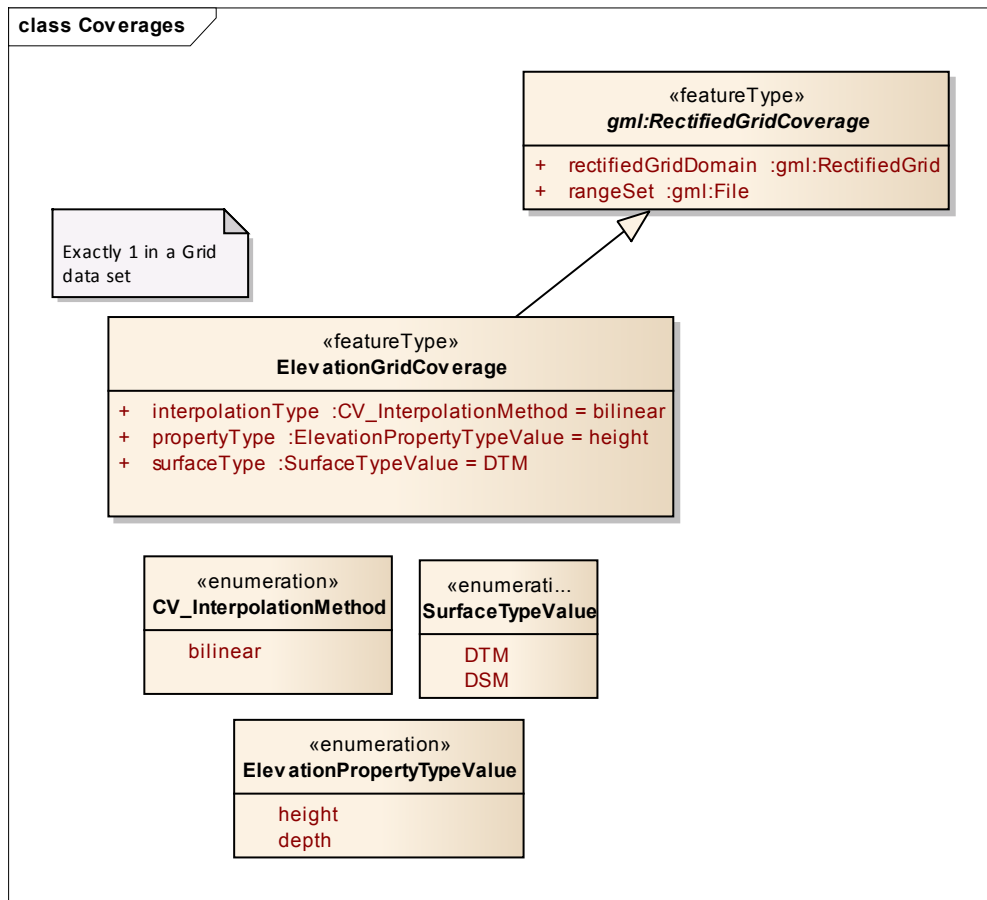 class Coverages
«featureType»
gml:RectifiedGridCoverage
+ rectifiedGridDomain :gml:RectifiedGrid
+ rangeSet :gml:File
Exactly 1 in a Grid
data set
«featureType»
ElevationGridCoverage
+ interpolationType :CV_InterpolationMethod = bilinear
+ propertyType :ElevationPropertyTypeValue = height
+ surfaceType :SurfaceTypeValue = DTM
«enumeration»
CV_InterpolationMethod
bilinear
«enumerati...
SurfaceTypeValue
DTM
DSM
«enumeration»
ElevationPropertyTypeValue
height
depth